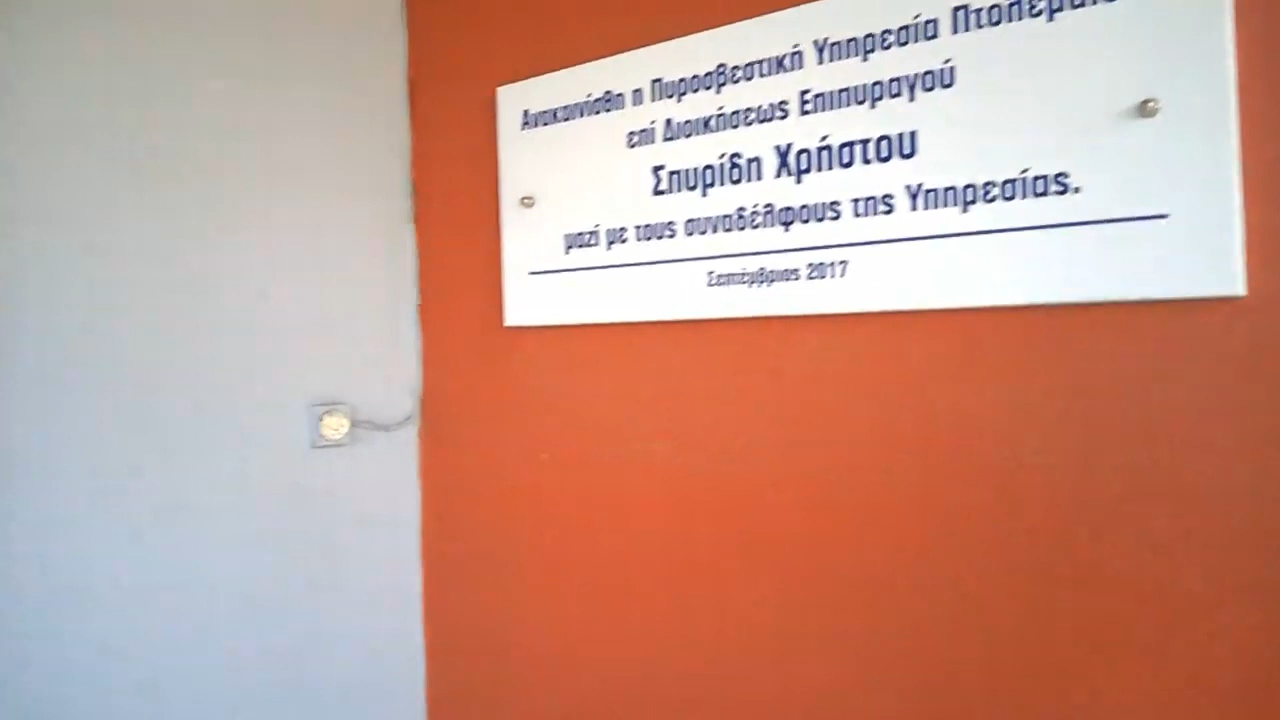 Ανακαινίσθη η Πυροσβεστική Υπηρεσία
επί Διοικήσεως Επιπυραγού
Σπυρίδη Χρήστου
μαζί με τους συναδέλφους της Υπηρεσίας.
Σεπτέμβριος 2017